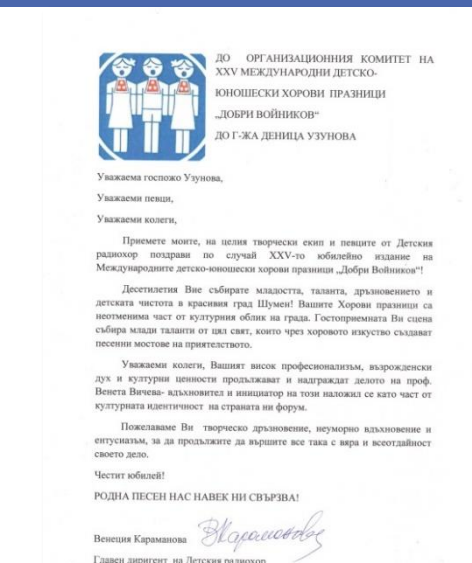 ДО ОРГАНИЗАЦИОННИЯ КОМИТЕТ НА
XXV МЕЖДУНАРОДНИ ДЕТСКО-
ЮНОШЕСКИ ХОРОВИ ПРАЗНИЦИ
„ДОБРИ ВОЙНИКОВ“
ДО Г-ЖА ДЕНИЦА УЗУНОВА
Уважаема госпожо Узунова,
Уважаеми певци,
Уважаеми колеги,
Приемете моите, на целия творчески екип и певците от Детския
радиохор поздрави по случай XXV-то юбилейно издание на
Международните детско-юношески хорови празници „Добри Войников“!
Десетилетия Вие събирате младостта, таланта, дръзновението и
детската чистота в красивия град Шумен! Вашите Хорови празници са
неотменима част от културния облик на града. Гостоприемната Ви сцена
събира млади таланти от цял свят, които чрез хоровото изкуство създават
песенни мостове на приятелството.
Уважаеми колеги, Вашият висок професионализъм, възрожденски
дух и културни ценности продължават и надграждат делото на проф.
Венета Вичева- вдъхновител и инициатор на този наложил се като част от
културната идентичност на страната ни форум.
Пожелаваме Ви творческо дръзновение, неуморно вдъхновение и
ентусиазъм, за да продължите да вършите все така с вяра и всеотдайност
своето дело.
Честит юбилей!
РОДНА ПЕСЕН НАС НАВЕК НИ СВЪРЗВА!
Венеция Караманова
Главен диригент на Детския радиохор